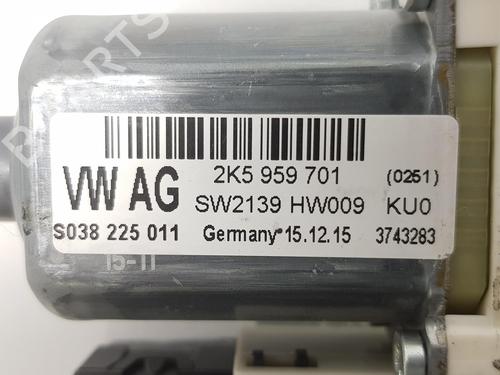 VW AG
2K5 959 701
(0251)
SW2139 HW009
KU0
S038 225 011
Germany 15.12.15
3743283
15-11